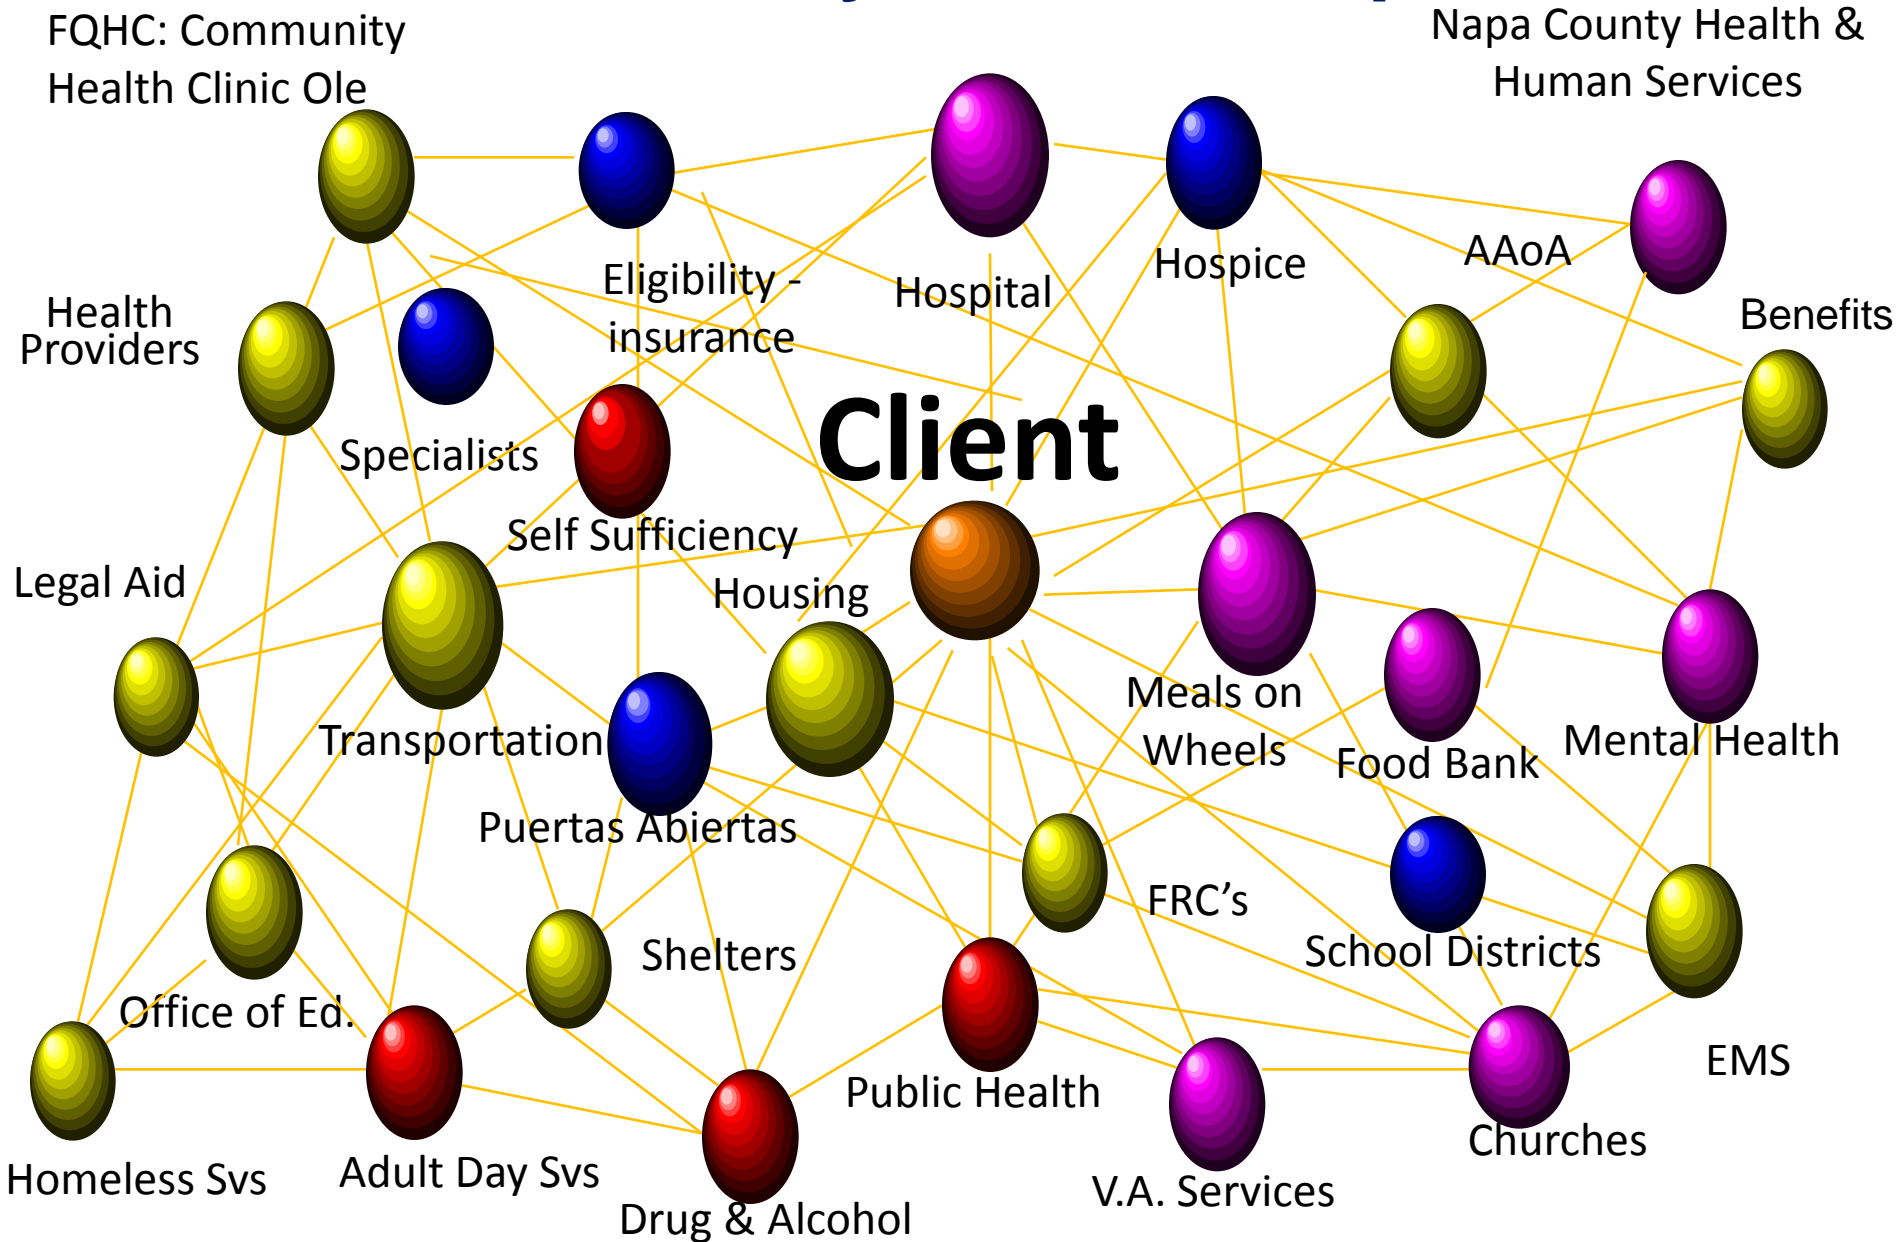 FQHC: Community
Health Clinic Ole
Napa County Health &
Human Services
Hospice
AAoA
Eligibility -
insurance
Hospital
Health
Providers
Benefits
Client
Specialists
Self Sufficiency
Legal Aid
Housing
Meals on
Wheels
Transportation
Food Bank
Mental Health
Puertas Abiertas
FRC's
Shelters
School Districts
Office of Ed.
EMS
Public Health
Churches
Homeless Svs
Adult Day Svs
V.A. Services
Drug & Alcohol